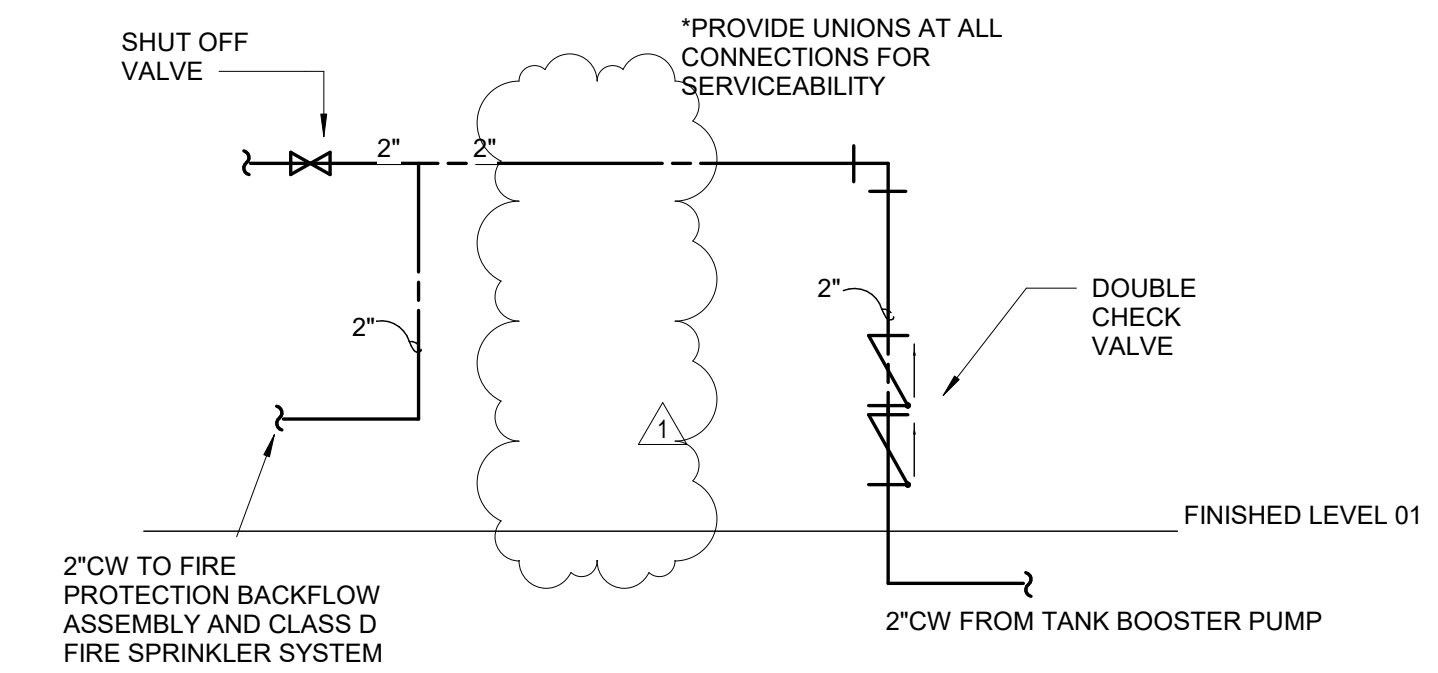 SHUT OFF
VALVE
*PROVIDE UNIONS AT ALL
CONNECTIONS FOR
SERVICEABILITY
2"
2"
2"
2"
DOUBLE
CHECK
VALVE
1
FINISHED LEVEL 01
2"CW TO FIRE
PROTECTION BACKFLOW
ASSEMBLY AND CLASS D
FIRE SPRINKLER SYSTEM
2"CW FROM TANK BOOSTER PUMP